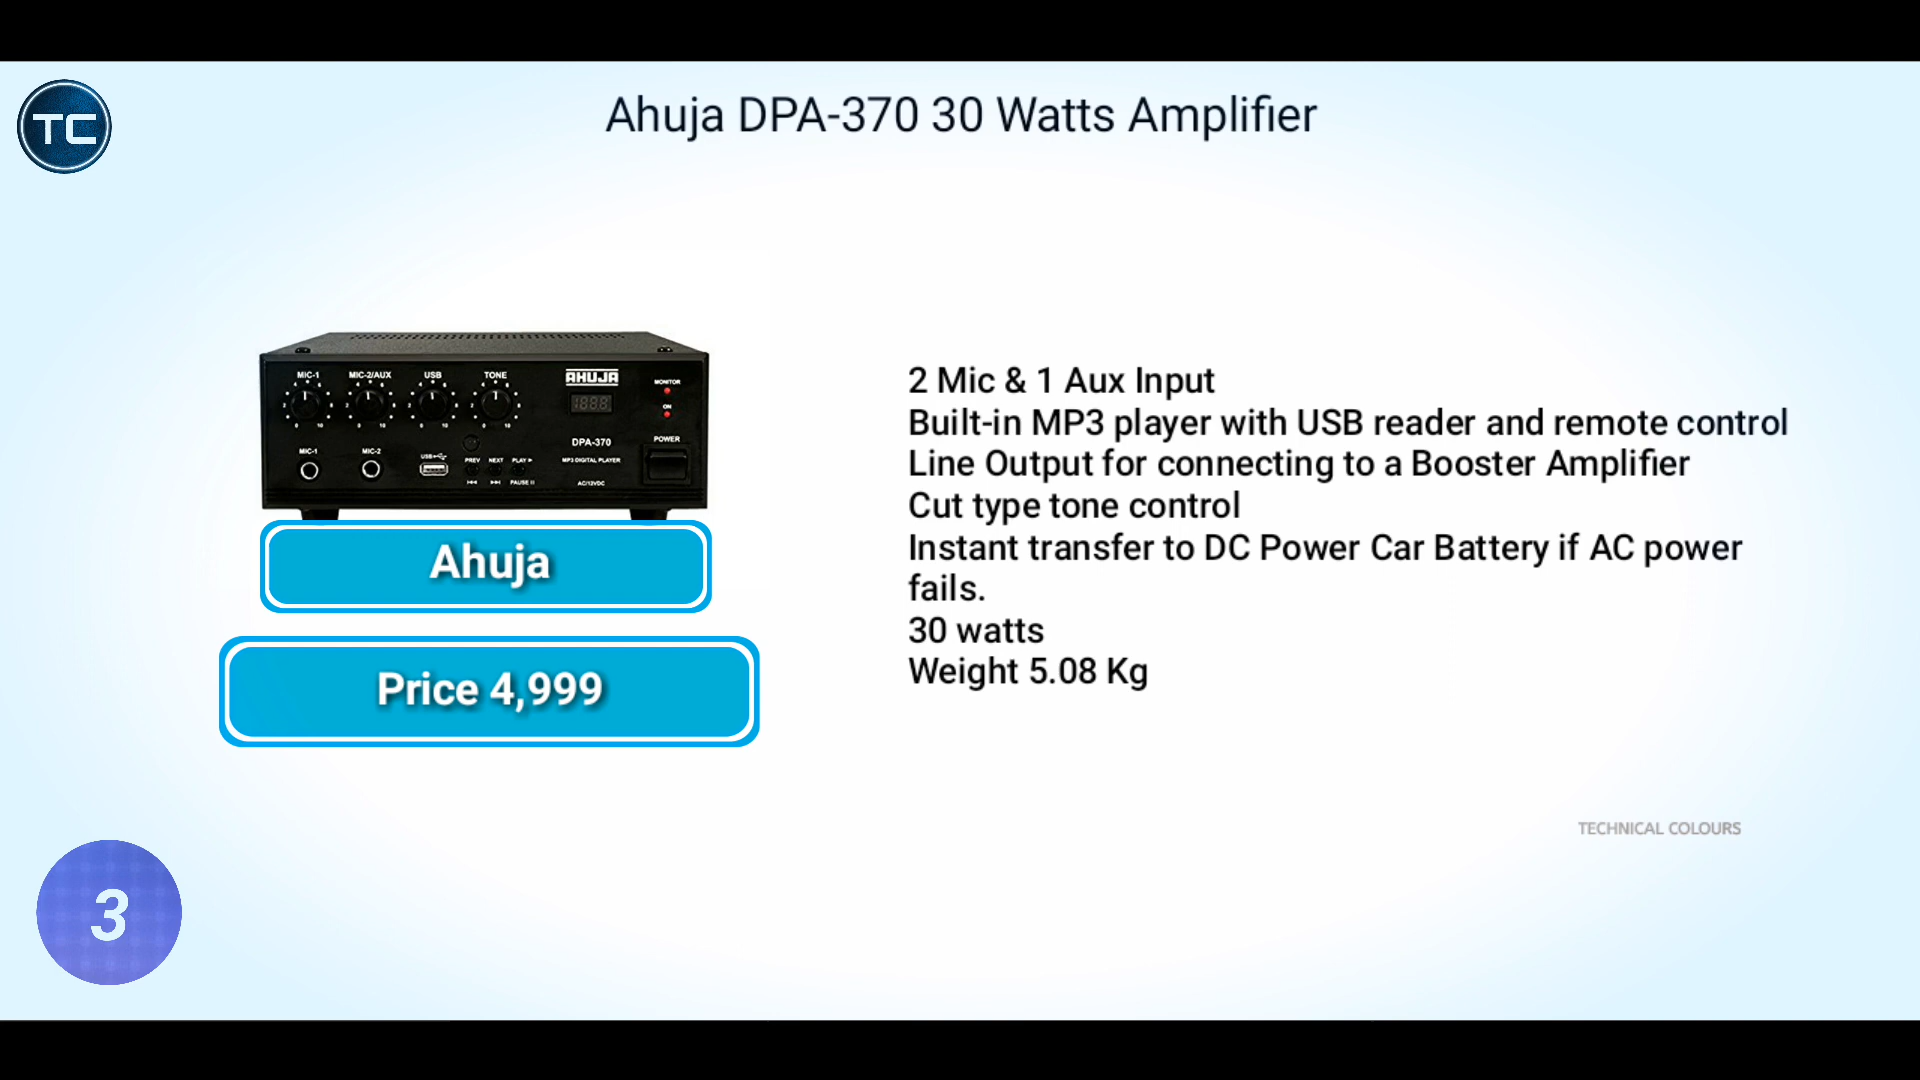 TC
Ahuja DPA-370 30 Watts Amplifier
MIC-1 MIC-2/AUX USB TONE
AHUJA
MONITOR
ON
DPA-370
POWER
MIC-1 MIC-2 USB PREV NEXT PLAY
MP3 DIGITAL PLAYER
PAUSE
AC/12VDC
Ahuja
Price 4,999
2 Mic & 1 Aux Input
Built-in MP3 player with USB reader and remote control
Line Output for connecting to a Booster Amplifier
Cut type tone control
Instant transfer to DC Power Car Battery if AC power
fails.
30 watts
Weight 5.08 Kg
TECHNICAL COLOURS
3